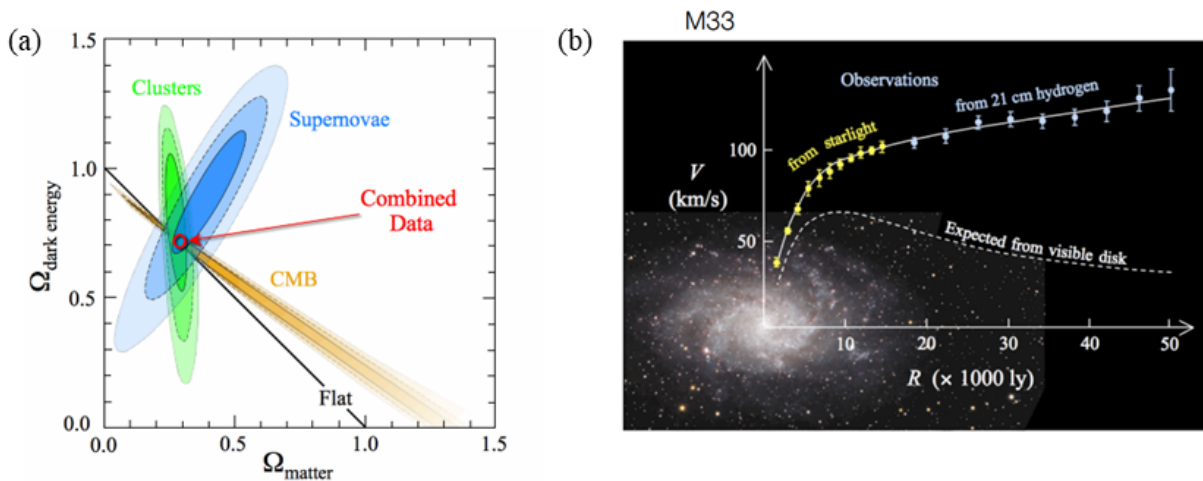 (a)
1.5
1.0
0.5
0.0
0.0
0.5
1.0
1.5
Ω dark energy
Ω matter
Clusters
Supernovae
Combined
Data
CMB
Flat
(b)
M33
Observations
from starlight
from 21 cm hydrogen
100
V
(km/s)
50
Expected from visible disk
10
20
30
40
50
R (× 1000 ly)